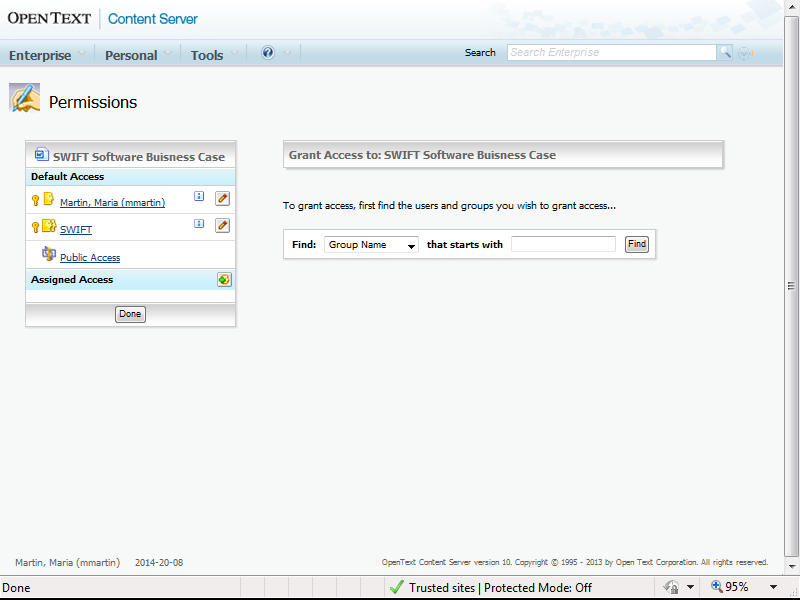 OPEN TEXT Content Server
Enterprise Personal Tools Search Search Enterprise
Permissions
SWIFT Software Buisness Case
Default Access
Martin, Maria (mmartin)
SWIFT
Public Access
Assigned Access
Done
Grant Access to: SWIFT Software Buisness Case
To grant access, first find the users and groups you wish to grant access...
Find: Group Name that starts with Find
Martin, Maria (mmartin) 2014-20-08 OpenText Content Server version 10. Copyright © 1995 - 2013 by Open Text Corporation. All rights reserved.
Done Trusted sites | Protected Mode: Off 95%